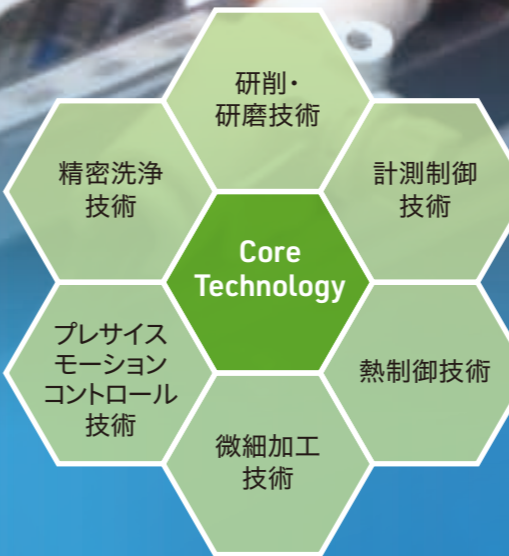 研削・
研磨技術
精密洗浄
技術
計測制御
技術
Core
Technology
プレサイス
モーション
コントロール
技術
熱制御技術
微細加工
技術